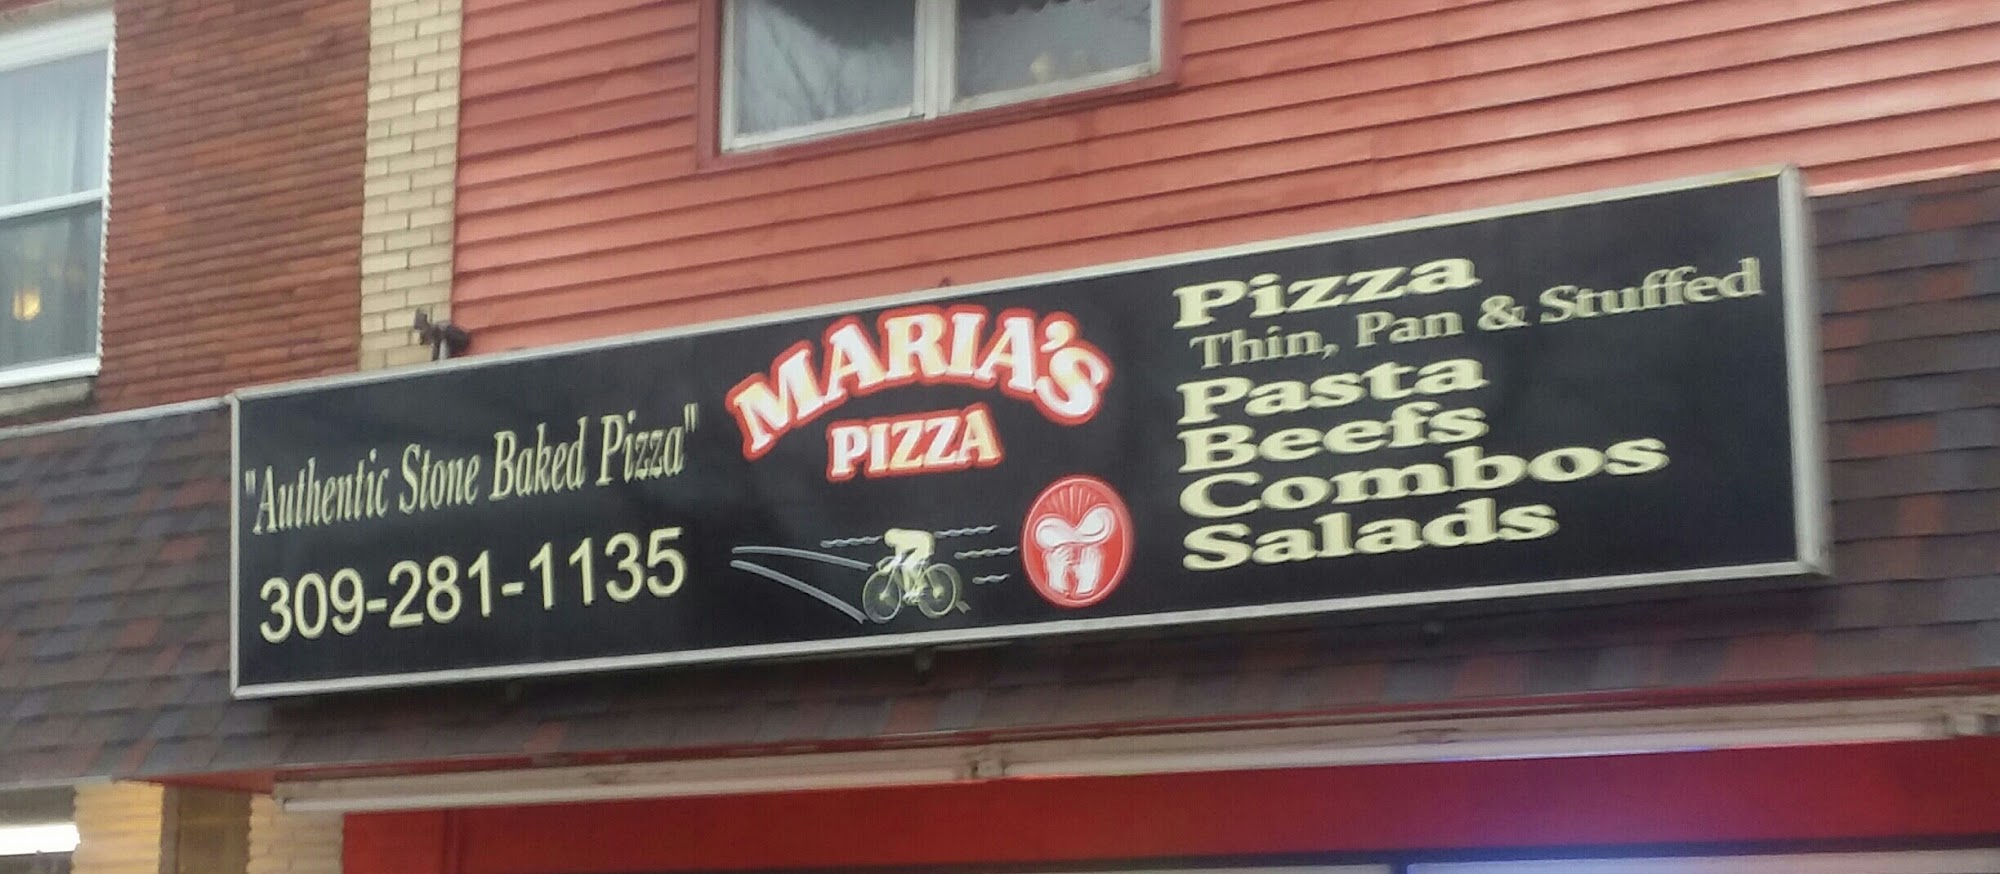 "Authentic Stone Baked Pizza"
309-281-1135
MARIA'S
PIZZA
Pizza
Thin, Pan & Stuffed
Pasta
Beefs
Combos
Salads